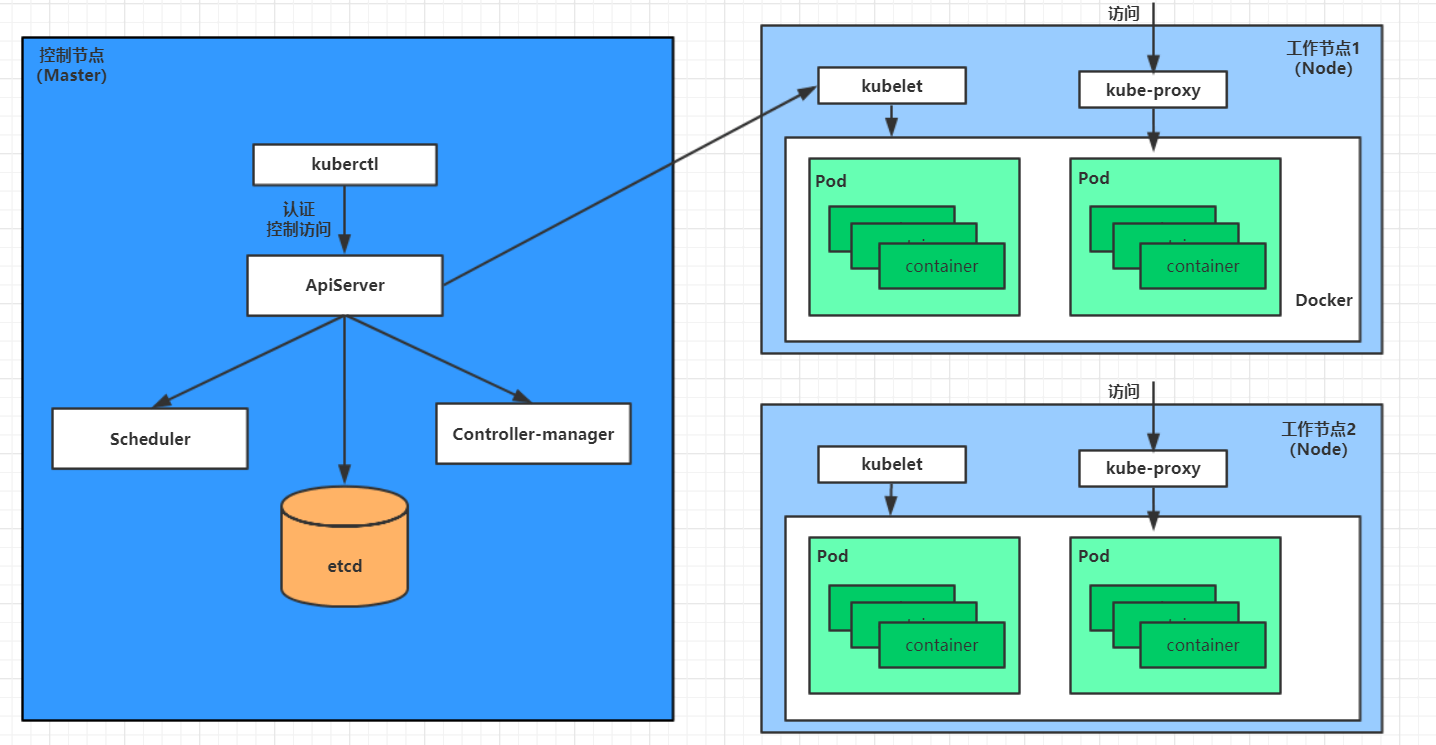 控制节点
（Master）
kuberctl
认证
控制访问
ApiServer
Scheduler
Controller-manager
etcd
访问
工作节点1
（Node）
kubelet
kube-proxy
Pod
container
Pod
container
Docker
访问
工作节点2
（Node）
kubelet
kube-proxy
Pod
container
Pod
container